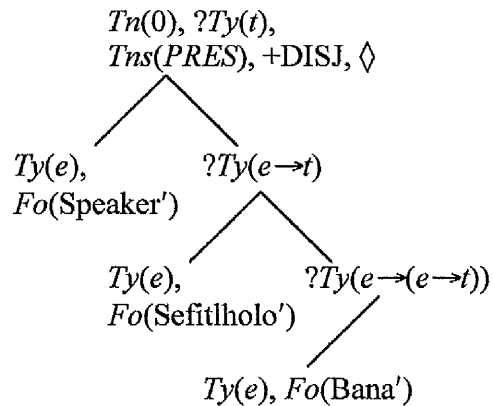 Tn(0), ?Ty(t),
Tns(PRES), +DISJ, ◊
Ty(e), ?Ty(e→t)
Fo(Speaker′)
Ty(e), ?Ty(e→(e→t))
Fo(Sefitlholo′)
Ty(e), Fo(Bana′)